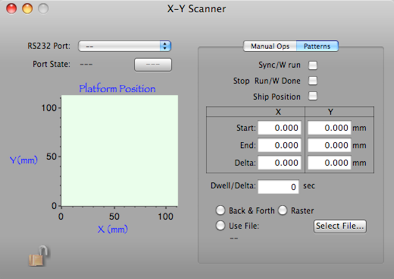 X-Y Scanner
RS232 Port: --
Port State: --- ---
Platform Position
100
50
0
Y(mm)
0 50 100
X (mm)
Manual Ops Patterns
Sync/W run
Stop Run/W Done
Ship Position
X Y
Start: 0.000 0.000 mm
End: 0.000 0.000 mm
Delta: 0.000 0.000 mm
Dwell/Delta: 0 sec
Back & Forth Raster
Use File: Select File...
--